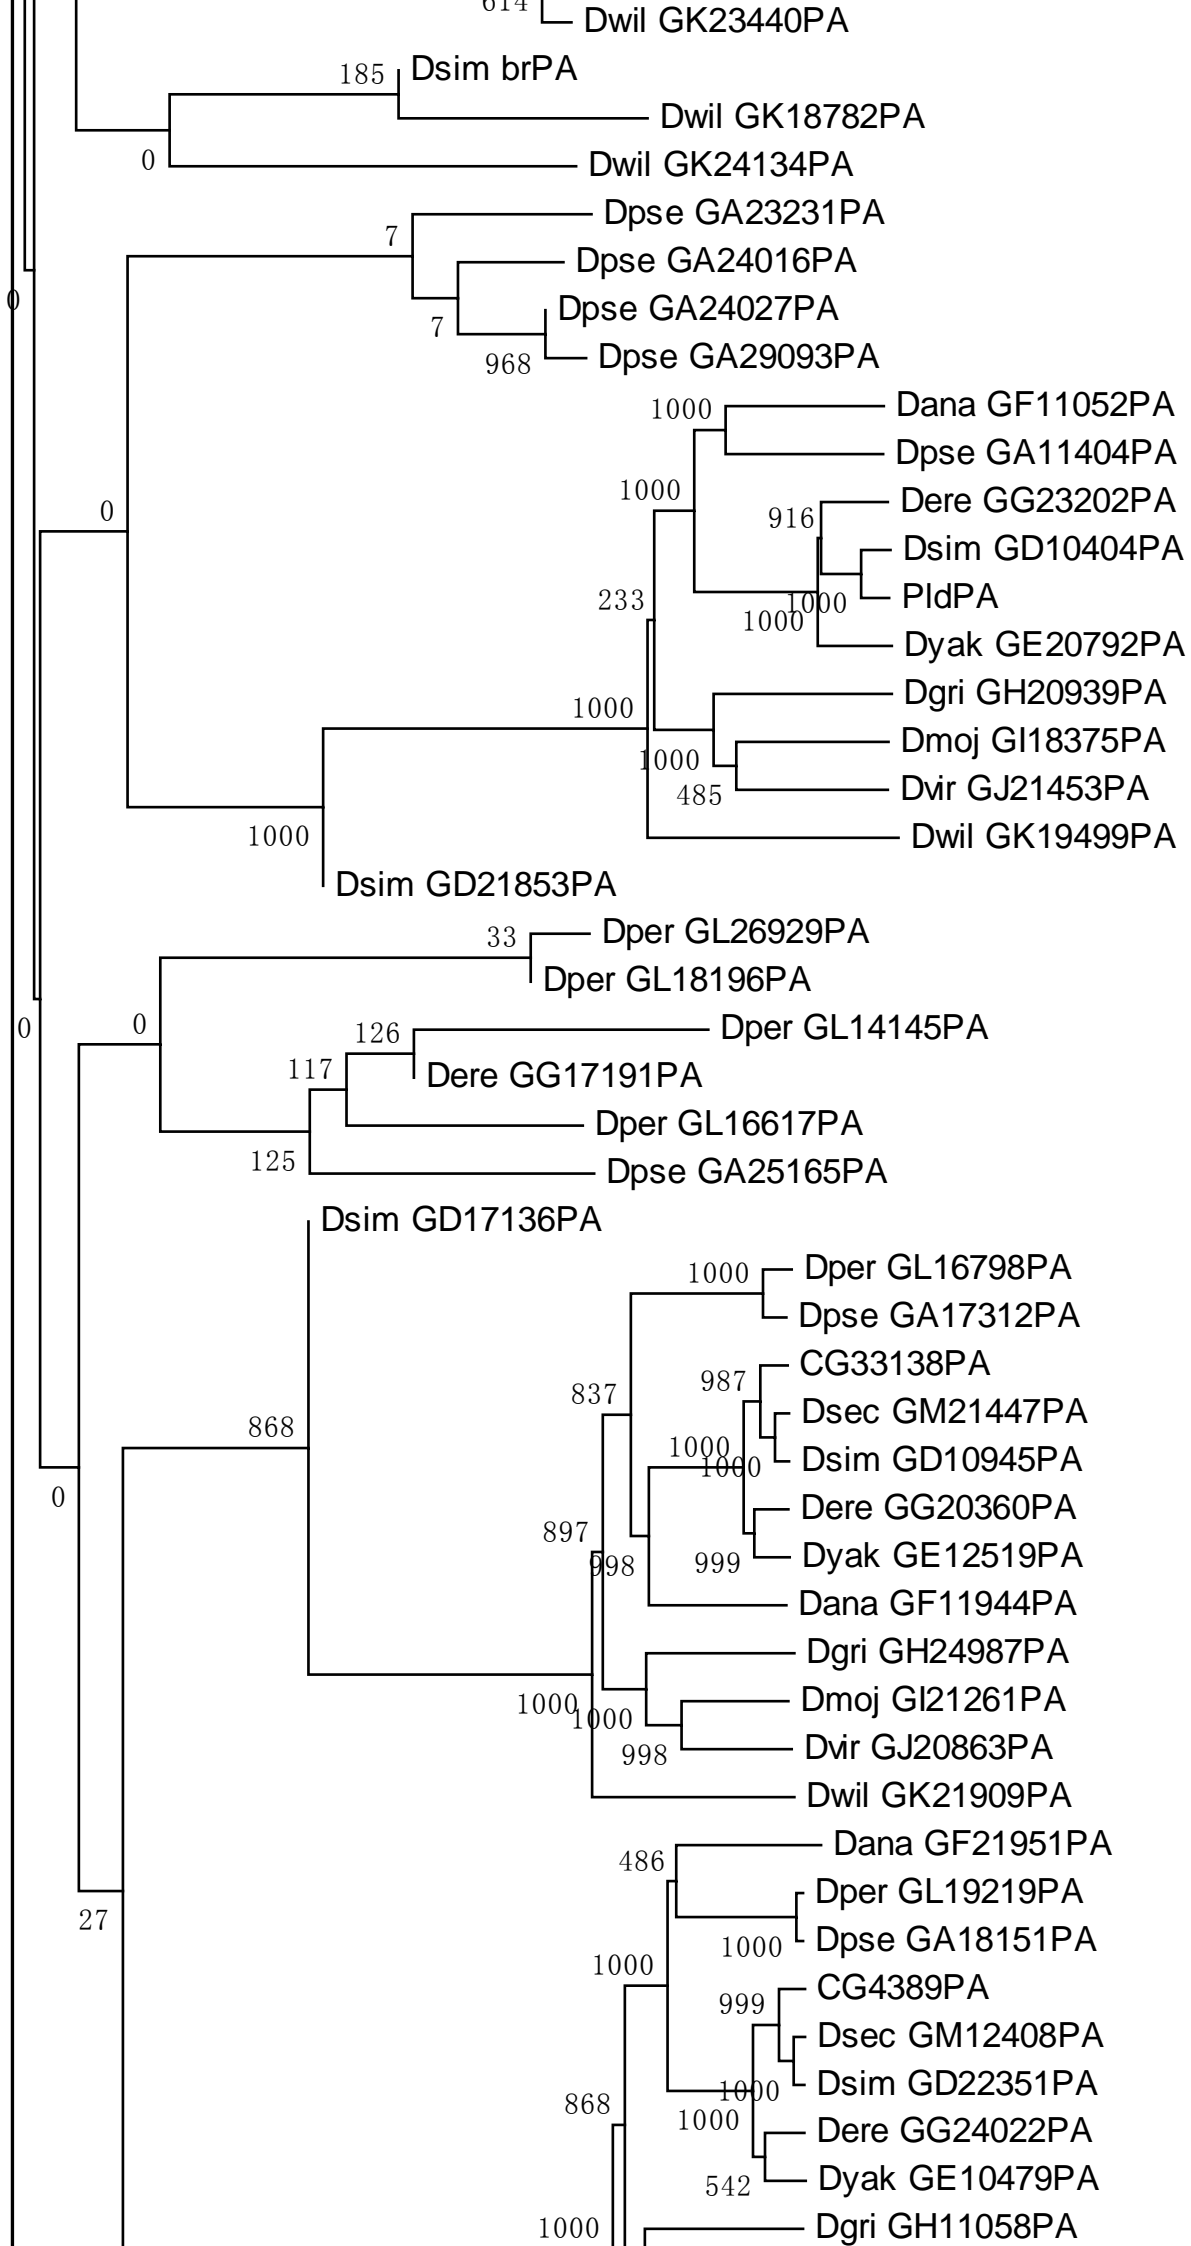 614
Dwil GK23440PA
185
Dsim brPA
Dwil GK18782PA
0
Dwil GK24134PA
Dpse GA23231PA
7
Dpse GA24016PA
0
Dpse GA24027PA
7
968
Dpse GA29093PA
1000
Dana GF11052PA
Dpse GA11404PA
1000
Dere GG23202PA
0
916
Dsim GD10404PA
233
1000
PldPA
1000
Dyak GE20792PA
Dgri GH20939PA
1000
Dmoj GI18375PA
1000
485
Dvir GJ21453PA
1000
Dwil GK19499PA
Dsim GD21853PA
33
Dper GL26929PA
Dper GL18196PA
0
0
126
Dper GL14145PA
117
Dere GG17191PA
Dper GL16617PA
125
Dpse GA25165PA
Dsim GD17136PA
1000
Dper GL16798PA
Dpse GA17312PA
987
CG33138PA
837
Dsec GM21447PA
868
1000
1000
Dsim GD10945PA
0
Dere GG20360PA
897
998
999
Dyak GE12519PA
Dana GF11944PA
Dgri GH24987PA
1000
1000
Dmoj GI21261PA
998
Dvir GJ20863PA
Dwil GK21909PA
486
Dana GF21951PA
Dper GL19219PA
27
1000
Dpse GA18151PA
1000
CG4389PA
999
Dsec GM12408PA
1000
Dsim GD22351PA
868
1000
Dere GG24022PA
542
Dyak GE10479PA
1000
Dgri GH11058PA